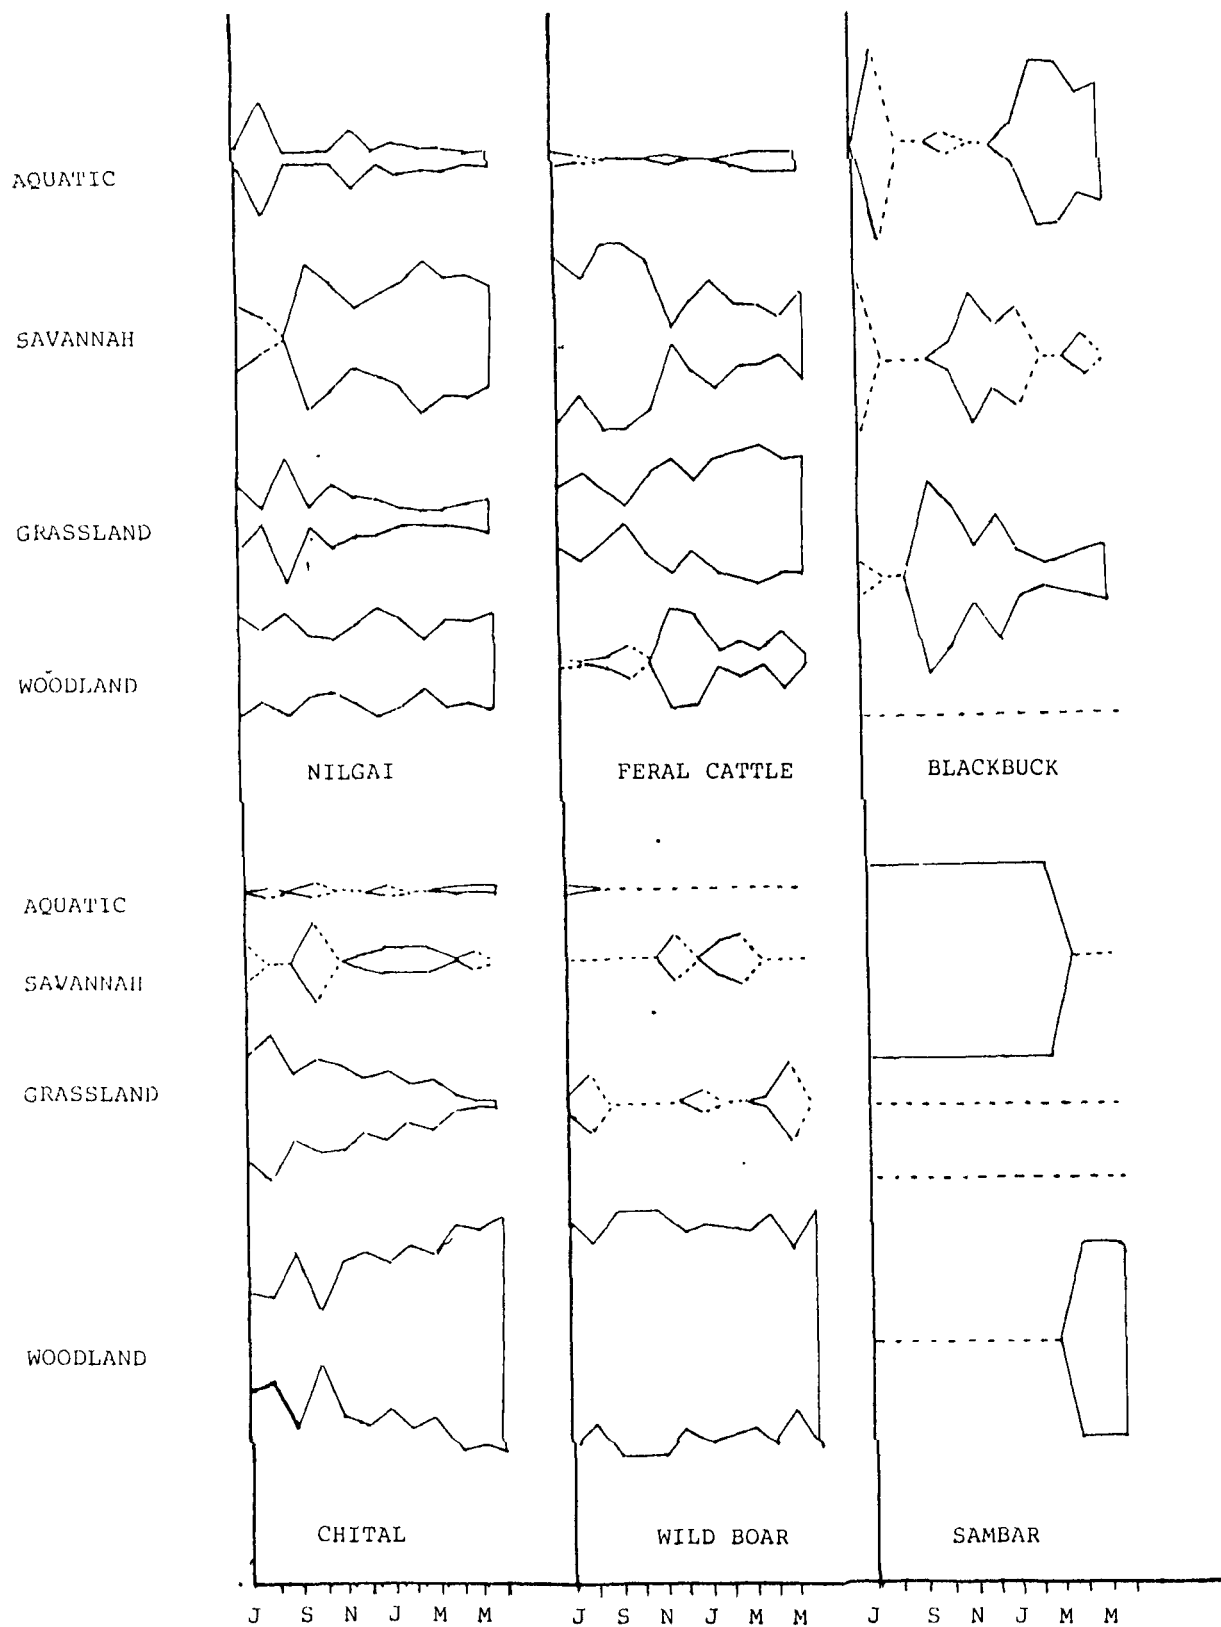 AQUATIC
SAVANNAH
GRASSLAND
WOODLAND
NILGAI FERAL CATTLE BLACKBUCK
AQUATIC
SAVANNAH
GRASSLAND
WOODLAND
CHITAL WILD BOAR SAMBAR
J S N J M M J S N J M M J S N J M M